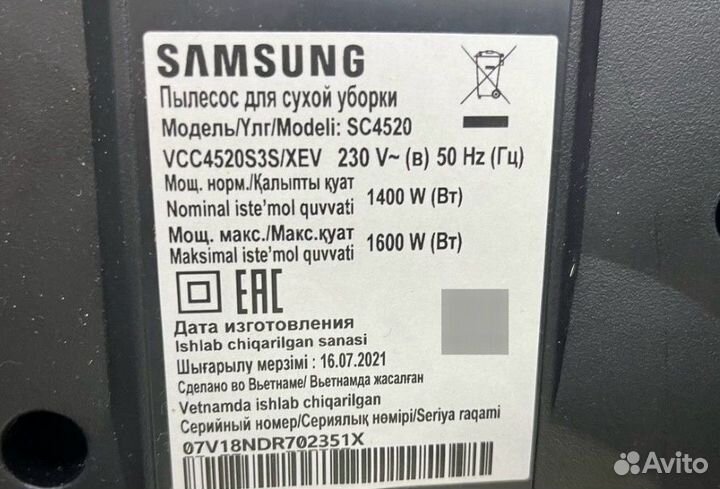 SAMSUNG
Пылесос для сухой уборки
Модель/Үлг/Modeli: SC4520
VCC4520S3S/XEV 230 V~ (в) 50 Hz (Гц)
Мощ. норм./Қалыпты қуат
Nominal iste'mol quvvati 1400 W (Вт)
Мощ. макс./Макс.қуат
Maksimal iste'mol quvvati 1600 W (Вт)
EAC
Дата изготовления
Ishlab chiqarilgan sanasi
Шығарылу мерзімі : 16.07.2021
Сделано во Вьетнаме/ Вьетнамда жасалған
Vetnamda ishlab chiqarilgan
Серийный номер/Сериялық нөмірі/Seriya raqami
07V18NDR702351X
Avito